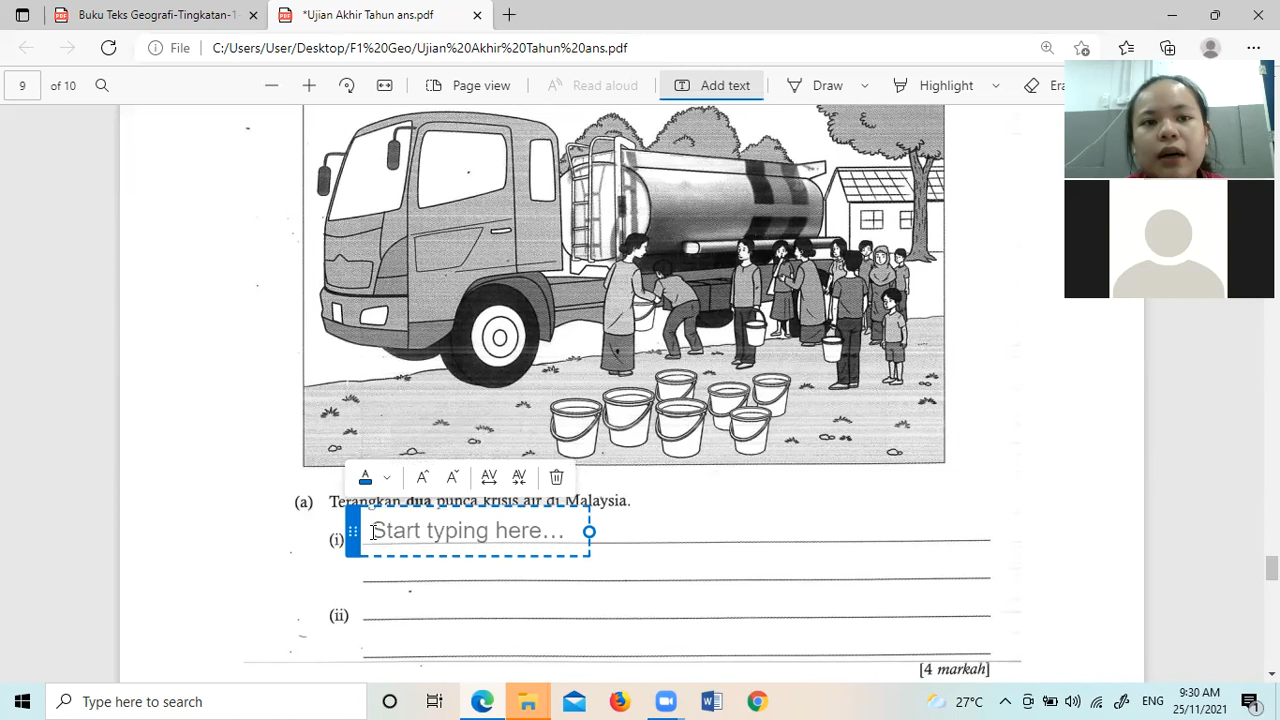 Buku Teks Geografi-Tingkatan-1
*Ujian Akhir Tahun ans.pdf
File
C:/Users/User/Desktop/F1%20Geo/Ujian%20Akhir%20Tahun%20ans.pdf
9 of 10
Page view
Read aloud
Add text
Draw
Highlight
Era
(a) Terangkan dua punca krisis air di Malaysia.
(i) Start typing here...
(ii)
[4 markah]
Type here to search
27°C
ENG
9:30 AM
25/11/2021